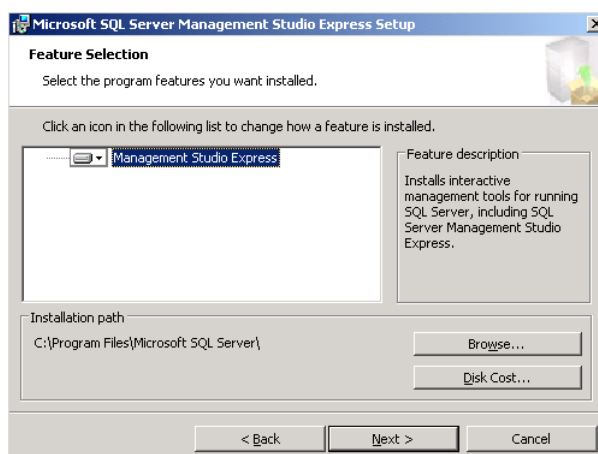 Microsoft SQL Server Management Studio Express Setup
Feature Selection
Select the program features you want installed.
Click an icon in the following list to change how a feature is installed.
Management Studio Express
Feature description
Installs interactive
management tools for running
SQL Server, including SQL
Server Management Studio
Express.
Installation path
C:\Program Files\Microsoft SQL Server\
Browse...
Disk Cost...
< Back
Next >
Cancel